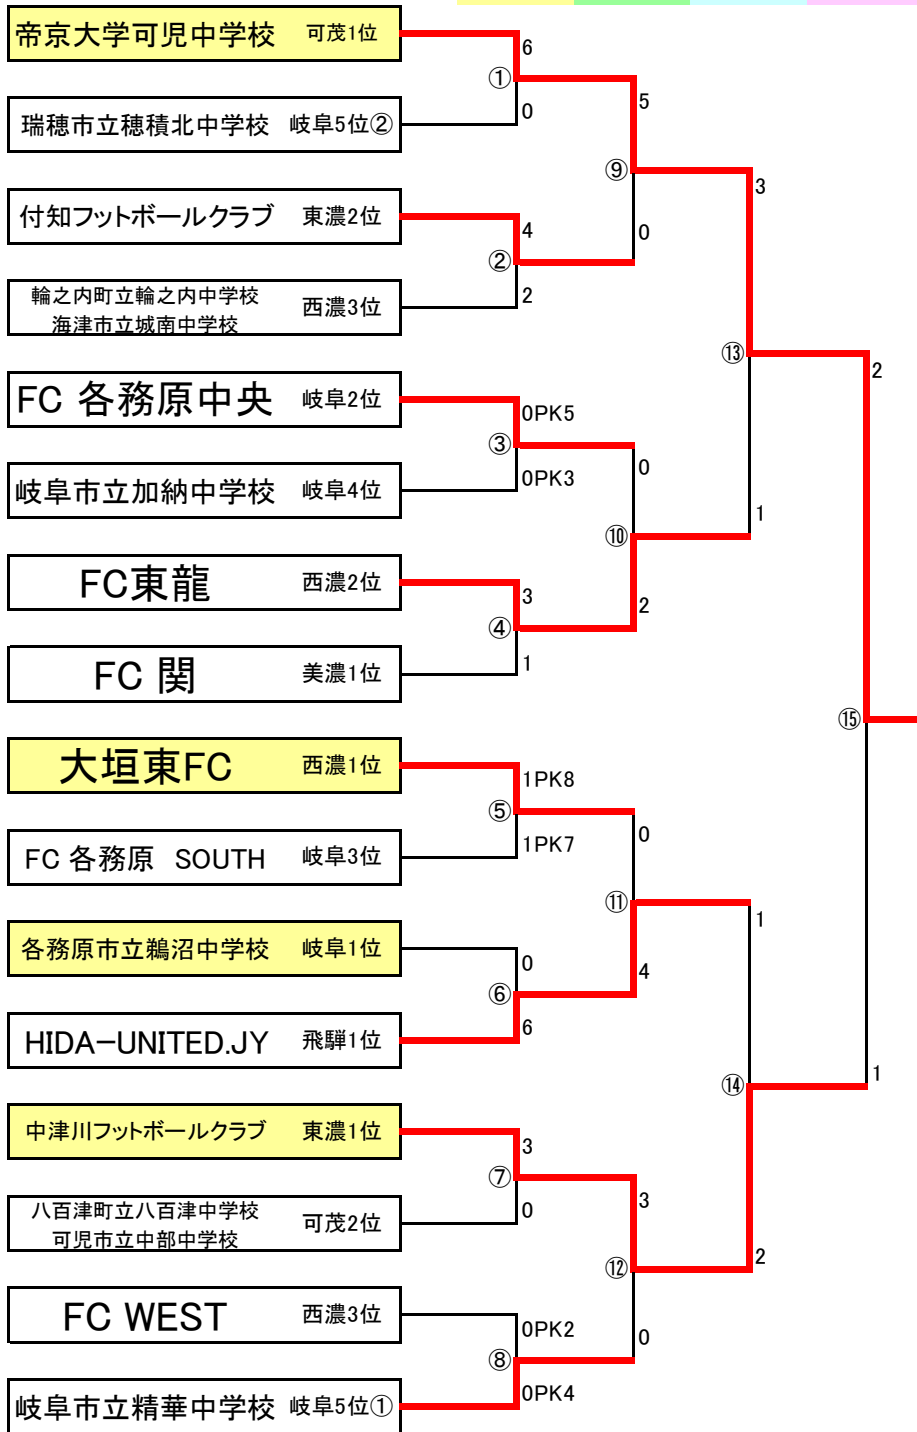 帝京大学可児中学校 可茂1位
6
①
0
5
瑞穂市立穂積北中学校 岐阜5位②
⑨
3
付知フットボールクラブ 東濃2位
4
②
2
0
輪之内町立輪之内中学校
海津市立城南中学校
西濃3位
⑬
2
FC 各務原中央 岐阜2位
0PK5
③
0PK3
0
岐阜市立加納中学校 岐阜4位
⑩
1
FC東龍 西濃2位
3
④
1
2
FC 関 美濃1位
⑮
大垣東FC 西濃1位
1PK8
⑤
1PK7
0
FC 各務原 SOUTH 岐阜3位
⑪
1
各務原市立鵜沼中学校 岐阜1位
0
⑥
6
4
HIDA-UNITED.JY 飛騨1位
⑭
1
中津川フットボールクラブ 東濃1位
3
⑦
0
3
八百津町立八百津中学校
可児市立中部中学校
可茂2位
⑫
2
FC WEST 西濃3位
0PK2
⑧
0PK4
0
岐阜市立精華中学校 岐阜5位①